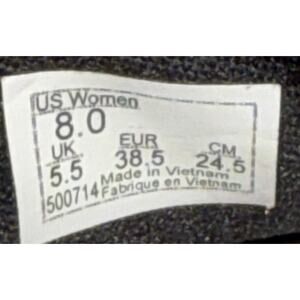 US Women
8.0
UK EUR CM
5.5 38.5 24.5
500714 Made in Vietnam
Fabrique en Vietnam